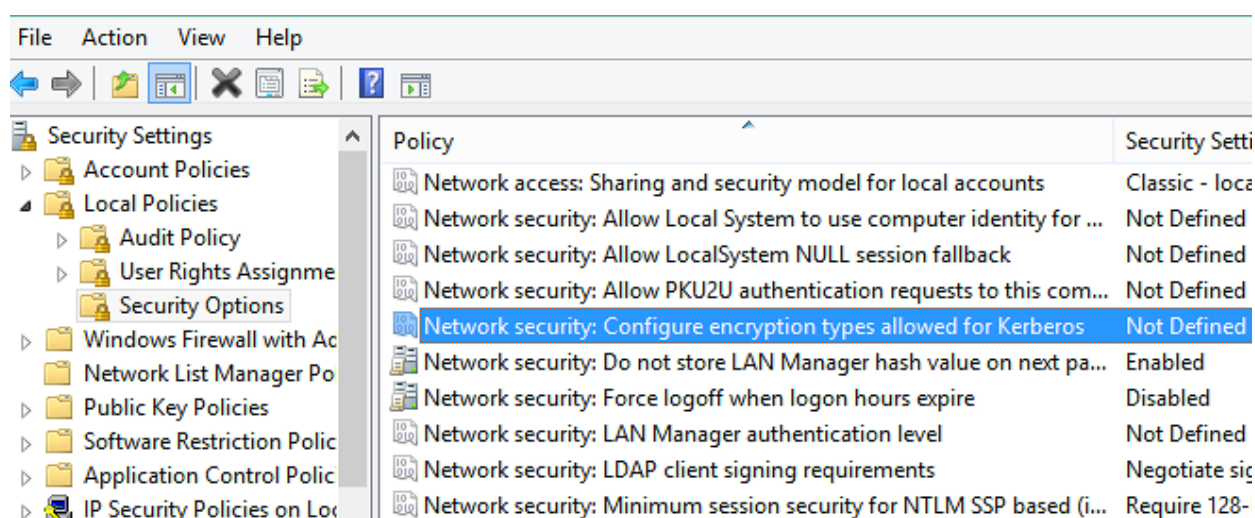 File Action View Help
Security Settings
Account Policies
Local Policies
Audit Policy
User Rights Assignme
Security Options
Windows Firewall with Ad
Network List Manager Po
Public Key Policies
Software Restriction Polic
Application Control Polic
IP Security Policies on Loc
Policy Security Setti
Network access: Sharing and security model for local accounts Classic - loca
Network security: Allow Local System to use computer identity for ... Not Defined
Network security: Allow LocalSystem NULL session fallback Not Defined
Network security: Allow PKU2U authentication requests to this com... Not Defined
Network security: Configure encryption types allowed for Kerberos Not Defined
Network security: Do not store LAN Manager hash value on next pa... Enabled
Network security: Force logoff when logon hours expire Disabled
Network security: LAN Manager authentication level Not Defined
Network security: LDAP client signing requirements Negotiate sig
Network security: Minimum session security for NTLM SSP based (i... Require 128-